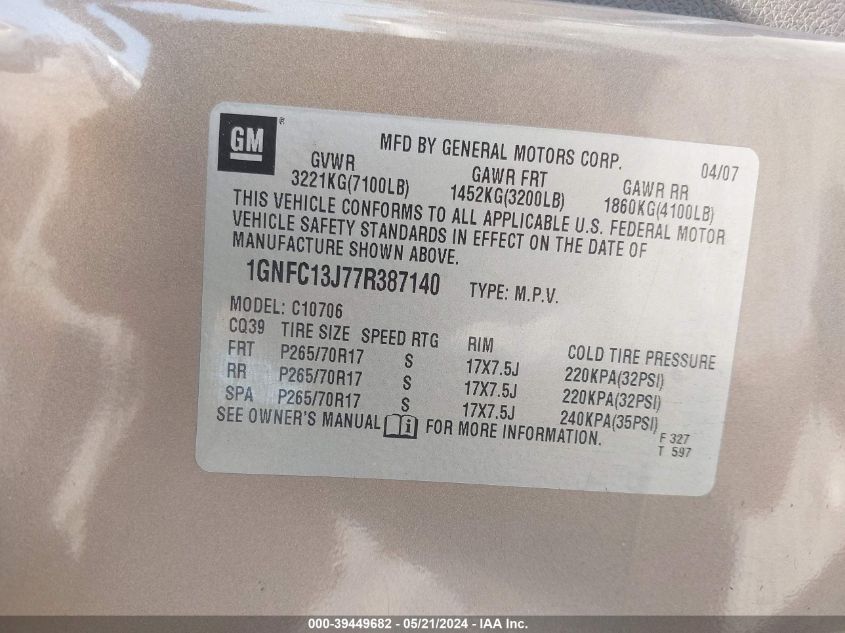 GM ®
MFD BY GENERAL MOTORS CORP. 04/07
GVWR GAWR FRT GAWR RR
3221KG(7100LB) 1452KG(3200LB) 1860KG(4100LB)
THIS VEHICLE CONFORMS TO ALL APPLICABLE U.S. FEDERAL MOTOR
VEHICLE SAFETY STANDARDS IN EFFECT ON THE DATE OF
MANUFACTURE SHOWN ABOVE.
1GNFC13J77R387140 TYPE: M.P.V.
MODEL: C10706
CQ39 TIRE SIZE SPEED RTG RIM COLD TIRE PRESSURE
FRT P265/70R17 S 17X7.5J 220KPA(32PSI)
RR P265/70R17 S 17X7.5J 220KPA(32PSI)
SPA P265/70R17 S 17X7.5J 240KPA(35PSI)
SEE OWNER'S MANUAL i FOR MORE INFORMATION.
F 327
T 597
000-39449682 - 05/21/2024 - IAA Inc.